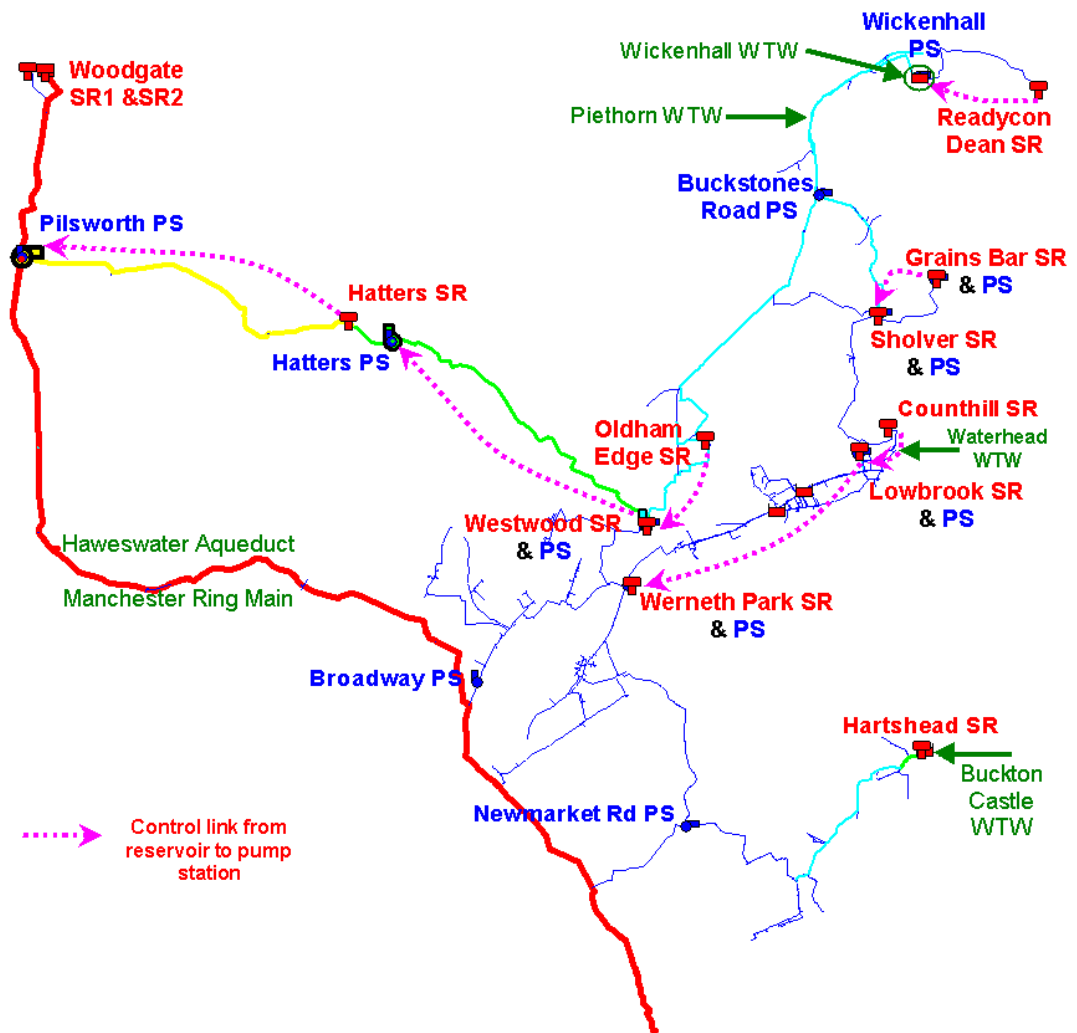 Wickenhall
PS
Wickenhall WTW
Woodgate
SR1 &SR2
Piethorn WTW
Readycon
Dean SR
Buckstones
Road PS
Pilsworth PS
Grains Bar SR
& PS
Hatters SR
Hatters PS
Sholver SR
& PS
Counthill SR
Oldham
Edge SR
Waterhead
WTW
Lowbrook SR
& PS
Westwood SR
& PS
Haweswater Aqueduct
Manchester Ring Main
Werneth Park SR
& PS
Broadway PS
Hartshead SR
Buckton
Castle
WTW
Newmarket Rd PS
Control link from
reservoir to pump
station